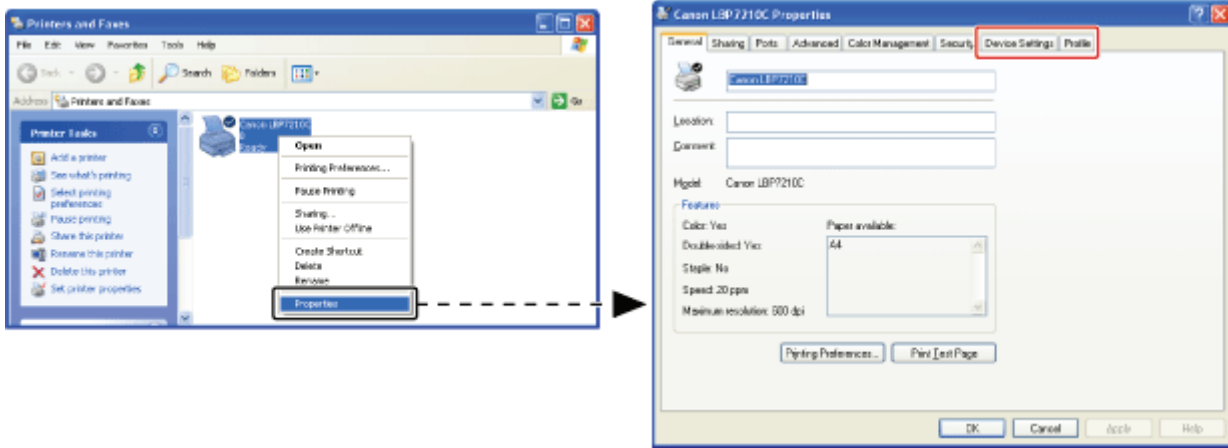 Printers and Faxes
File Edit View Favorites Tools Help
Back Search Folders
Address Printers and Faxes Go
Printer Tasks
Add a printer
See what's printing
Select printing
preferences
Pause printing
Share this printer
Rename this printer
Delete this printer
Set printer properties
Canon LBP7210C
0
Ready
Open
Printing Preferences...
Pause Printing
Sharing...
Use Printer Offline
Create Shortcut
Delete
Rename
Properties
Canon LBP7210C Properties
General Sharing Ports Advanced Color Management Security Device Settings Profile
Canon LBP7210C
Location:
Comment:
Model: Canon LBP7210C
Features
Color: Yes
Paper available:
Double-sided: Yes
A4
Staple: No
Speed: 20 ppm
Maximum resolution: 600 dpi
Printing Preferences... Print Test Page
OK Cancel Apply Help